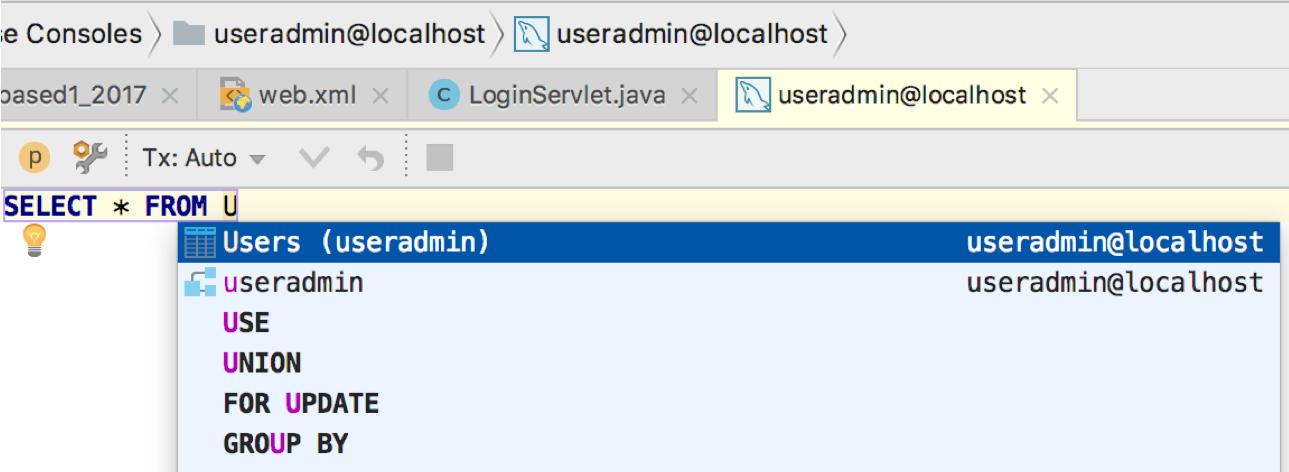 se Consoles useradmin@localhost useradmin@localhost
based1_2017 web.xml C LoginServlet.java useradmin@localhost
p Tx: Auto
SELECT * FROM U
Users (useradmin) useradmin@localhost
useradmin useradmin@localhost
USE
UNION
FOR UPDATE
GROUP BY